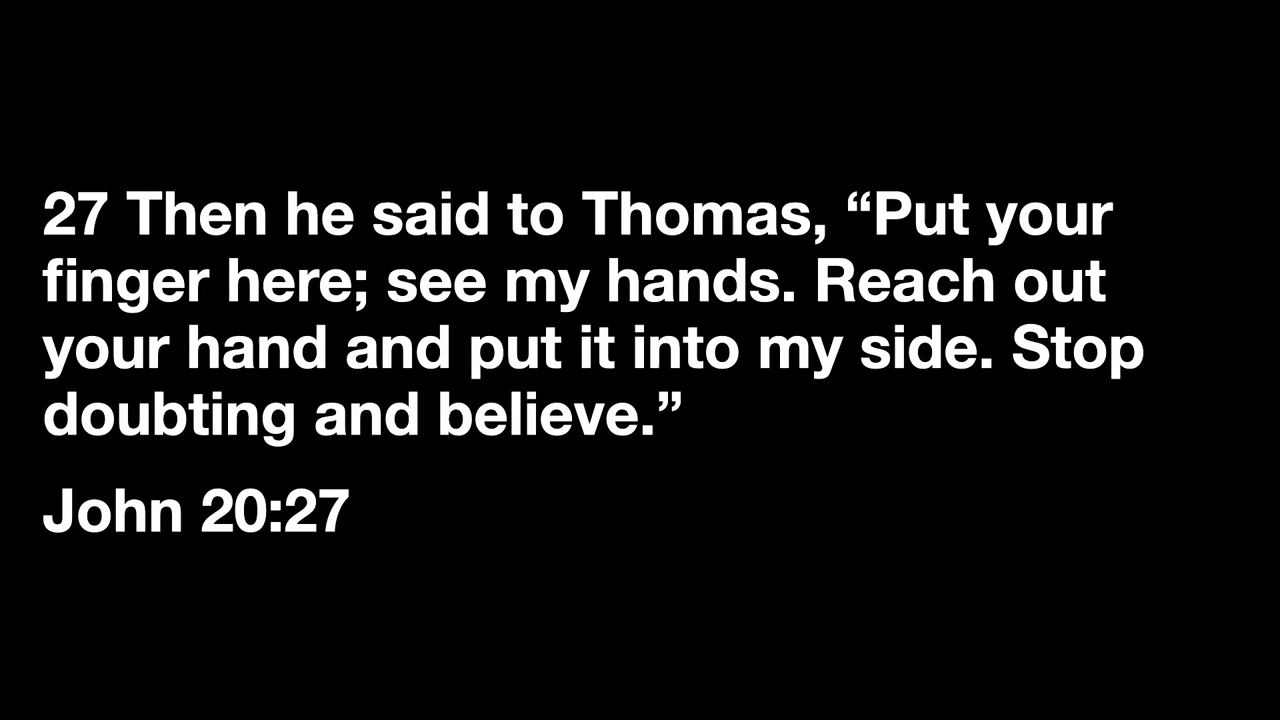 27 Then he said to Thomas, “Put your
finger here; see my hands. Reach out
your hand and put it into my side. Stop
doubting and believe.”
John 20:27